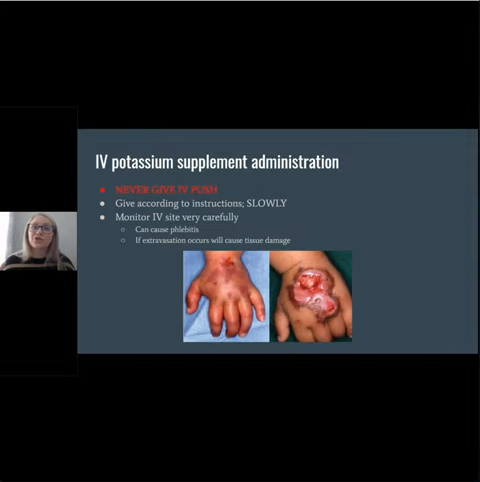 IV potassium supplement administration
NEVER GIVE IV PUSH
Give according to instructions; SLOWLY
Monitor IV site very carefully
Can cause phlebitis
If extravasation occurs will cause tissue damage